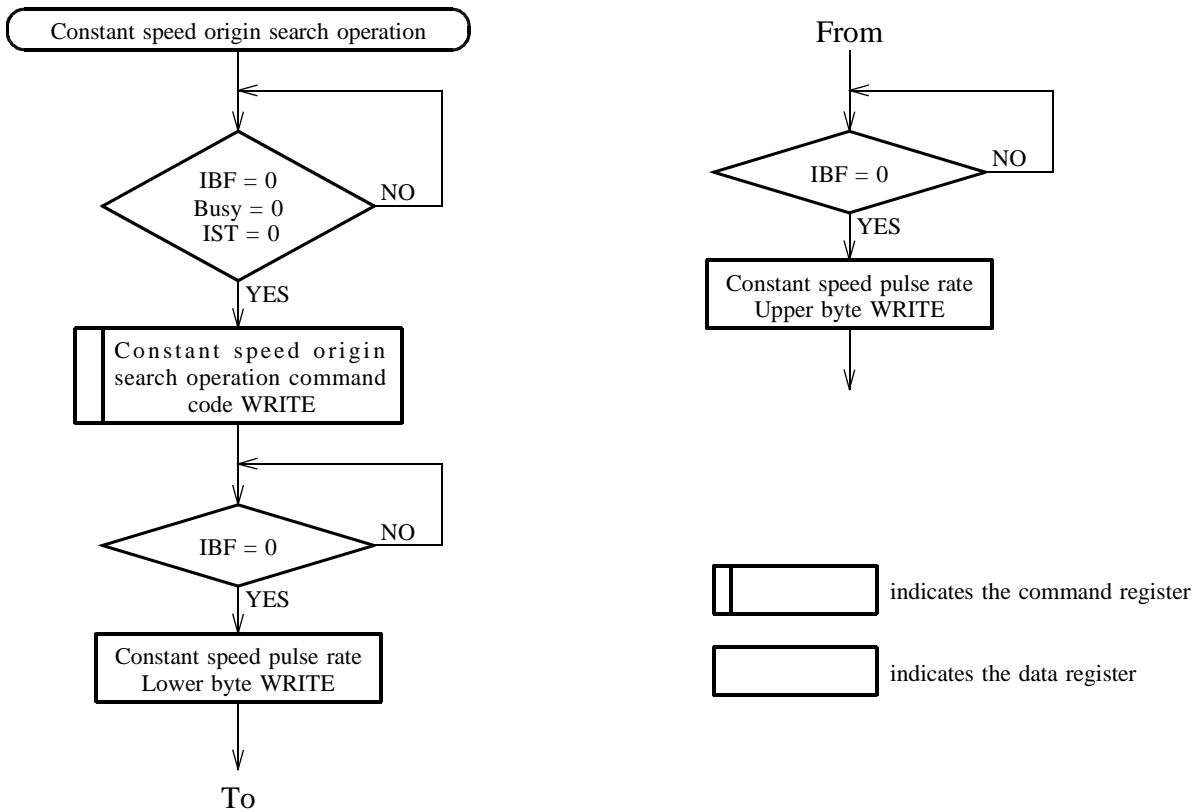 Constant speed origin search operation
IBF = 0
Busy = 0
IST = 0
NO
YES
Constant speed origin
search operation command
code WRITE
IBF = 0
NO
YES
Constant speed pulse rate
Lower byte WRITE
To
From
IBF = 0
NO
YES
Constant speed pulse rate
Upper byte WRITE
indicates the command register
indicates the data register